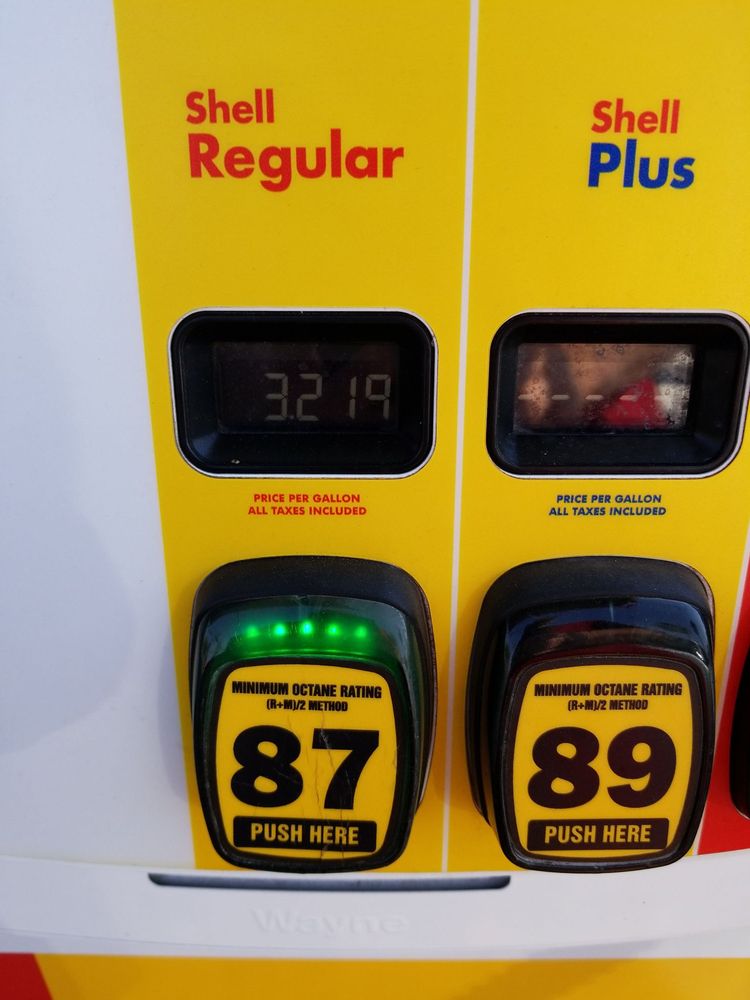 Shell
Regular
Shell
Plus
3.219
-----
PRICE PER GALLON
ALL TAXES INCLUDED
PRICE PER GALLON
ALL TAXES INCLUDED
MINIMUM OCTANE RATING
(R+M)/2 METHOD
87
PUSH HERE
MINIMUM OCTANE RATING
(R+M)/2 METHOD
89
PUSH HERE
Wayne